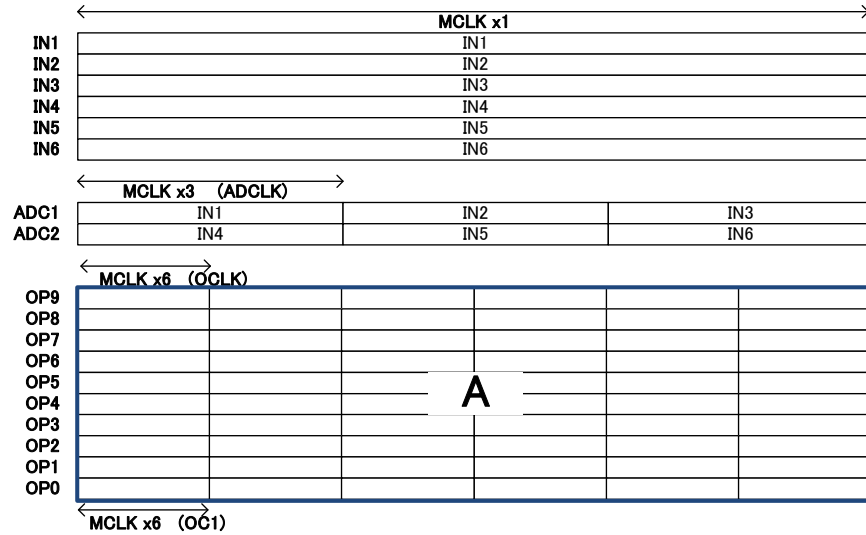 MCLK x1
IN1 IN1
IN2 IN2
IN3 IN3
IN4 IN4
IN5 IN5
IN6 IN6
MCLK x3 (ADCLK)
ADC1 IN1 IN2 IN3
ADC2 IN4 IN5 IN6
MCLK x6 (OCLK)
OP9
OP8
OP7
OP6
OP5
A
OP4
OP3
OP2
OP1
OP0
MCLK x6 (OC1)